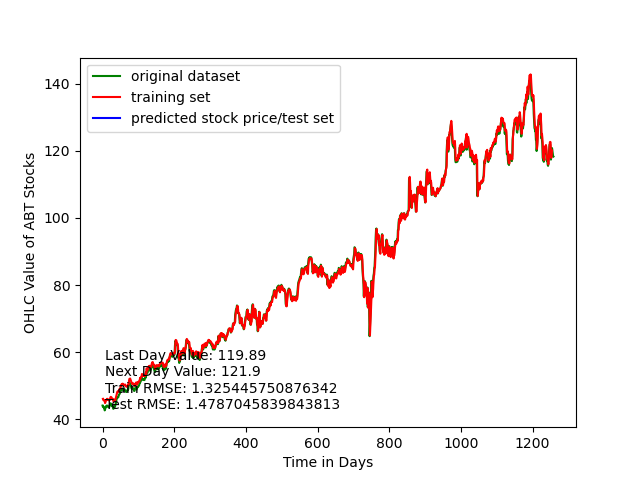 original dataset
training set
predicted stock price/test set
140
120
100
80
60
40
OHLC Value of ABT Stocks
Last Day Value: 119.89
Next Day Value: 121.9
Train RMSE: 1.325445750876342
Test RMSE: 1.4787045839843813
0 200 400 600 800 1000 1200
Time in Days